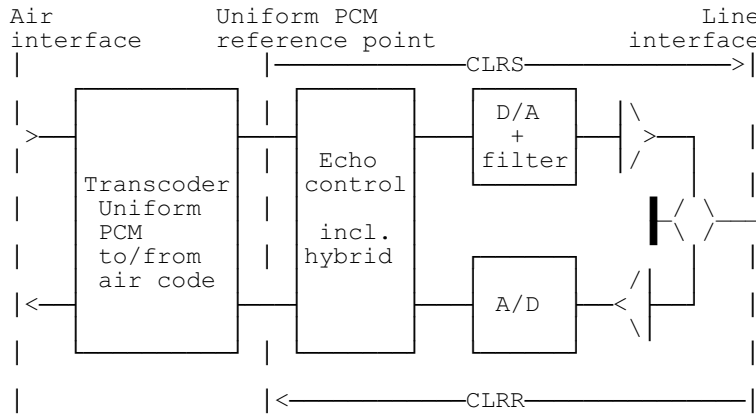 Air
interface
Uniform PCM
reference point
Line
interface
CLRS
Transcoder
Uniform
PCM
to/from
air code
Echo
control
incl.
hybrid
D/A
+
filter
A/D
CLRR